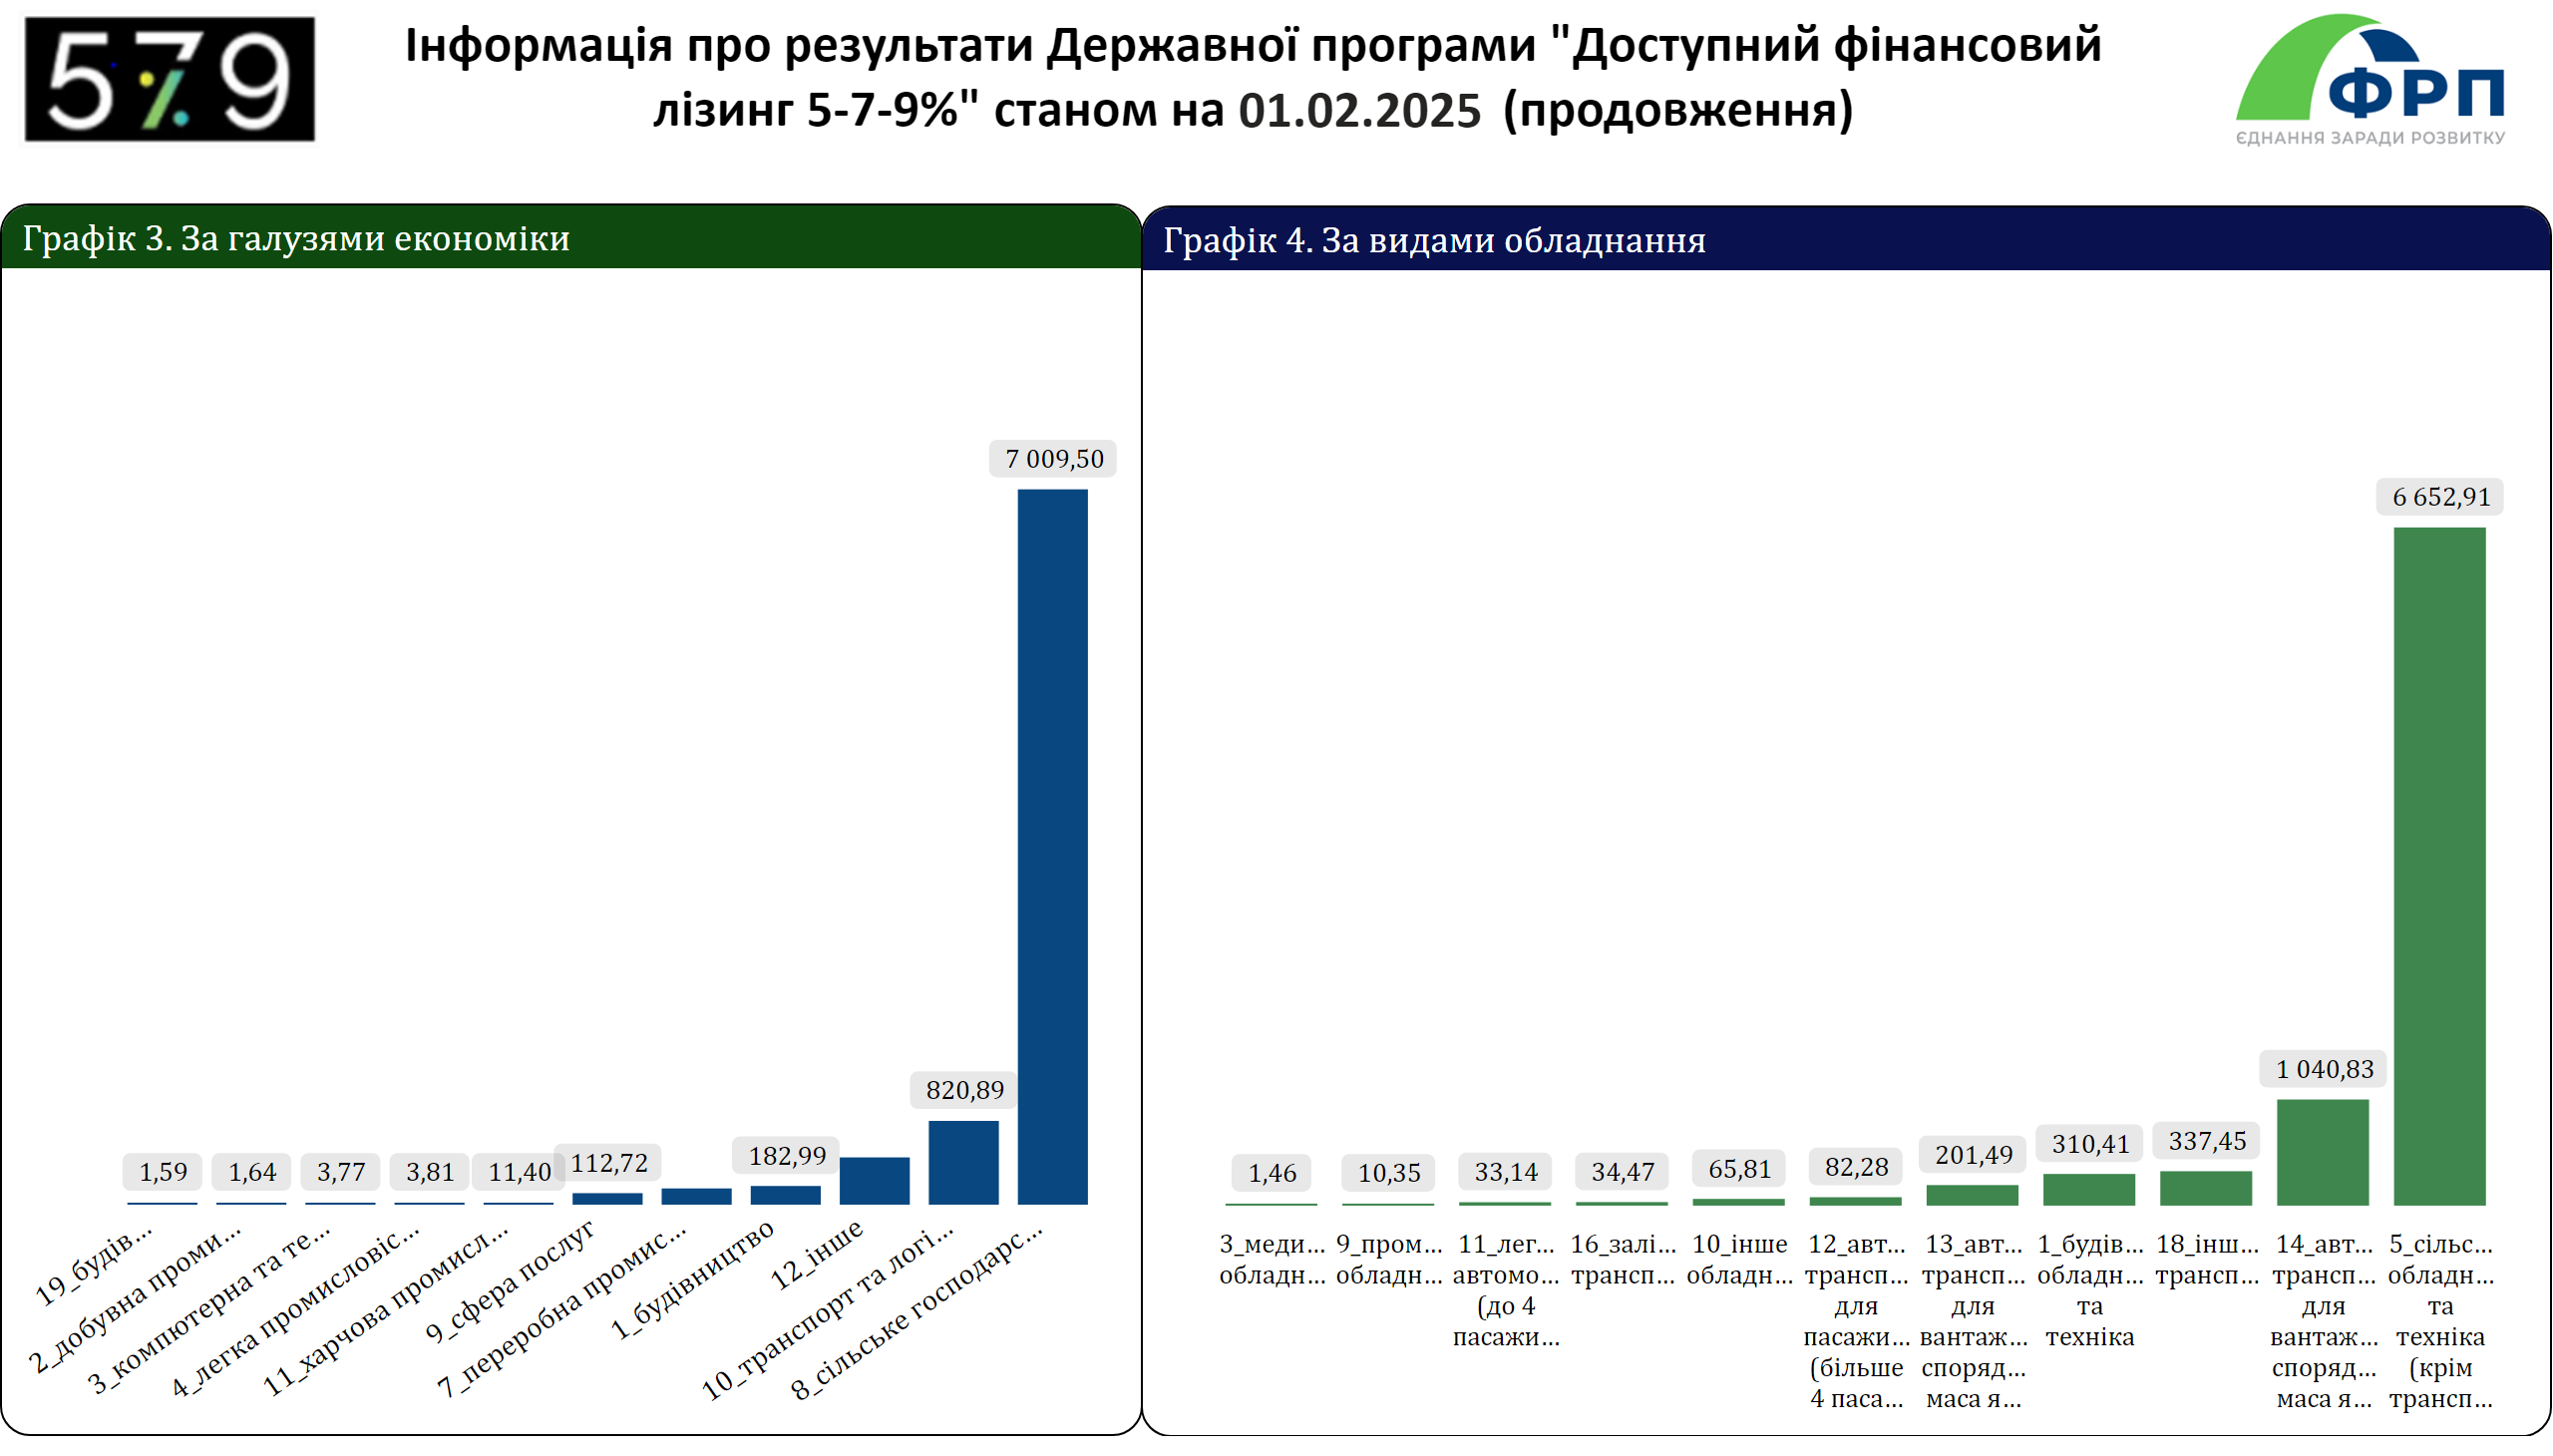 579
Інформація про результати Державної програми "Доступний фінансовий
лізинг 5-7-9%" станом на 01.02.2025 (продовження)
ФРП
ЄДНАННЯ ЗАРАДИ РОЗВИТКУ
Графік 3. За галузями економіки
7 009,50
820,89
182,99
112,72
11,40
3,81
3,77
1,64
1,59
19_будів...
2_добувна проми...
3_компютерна та те...
4_легка промисловіс...
11_харчова промисл...
9_сфера послуг
7_переробна промис...
1_будівництво
12_інше
10_транспорт та логі...
8_сільське господарс...
Графік 4. За видами обладнання
6 652,91
1 040,83
337,45
310,41
201,49
82,28
65,81
34,47
33,14
10,35
1,46
3_меди...
обладн...
9_пром...
обладн...
11_лег...
автомо...
(до 4
пасажи...
16_залі...
трансп...
10_інше
обладн...
12_авт...
трансп...
для
пасажи...
(більше
4 паса...
13_авт...
трансп...
для
вантаж...
споряд...
маса я...
1_будів...
обладн...
та
техніка
18_інш...
трансп...
14_авт...
трансп...
для
вантаж...
споряд...
маса я...
5_сільс...
обладн...
та
техніка
(крім
трансп...